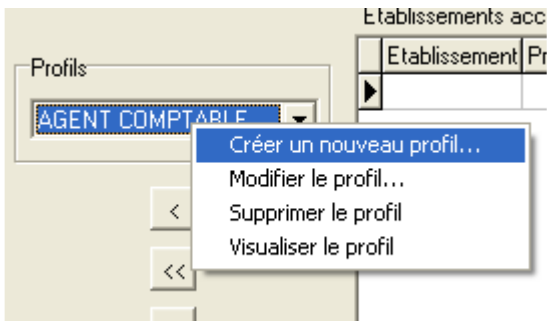 Etablissements acc
Profils
Etablissement Pr
AGENT COMPTABLE
Créer un nouveau profil...
Modifier le profil...
Supprimer le profil
Visualiser le profil
<
<<